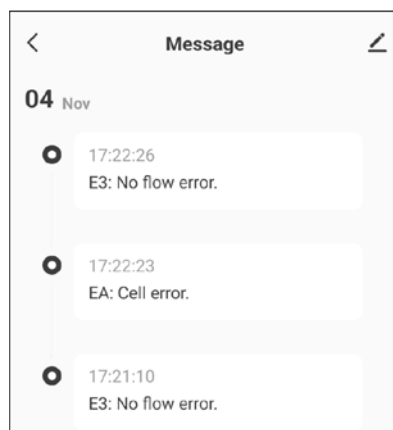 Message
04 Nov
17:22:26
E3: No flow error.
17:22:23
EA: Cell error.
17:21:10
E3: No flow error.